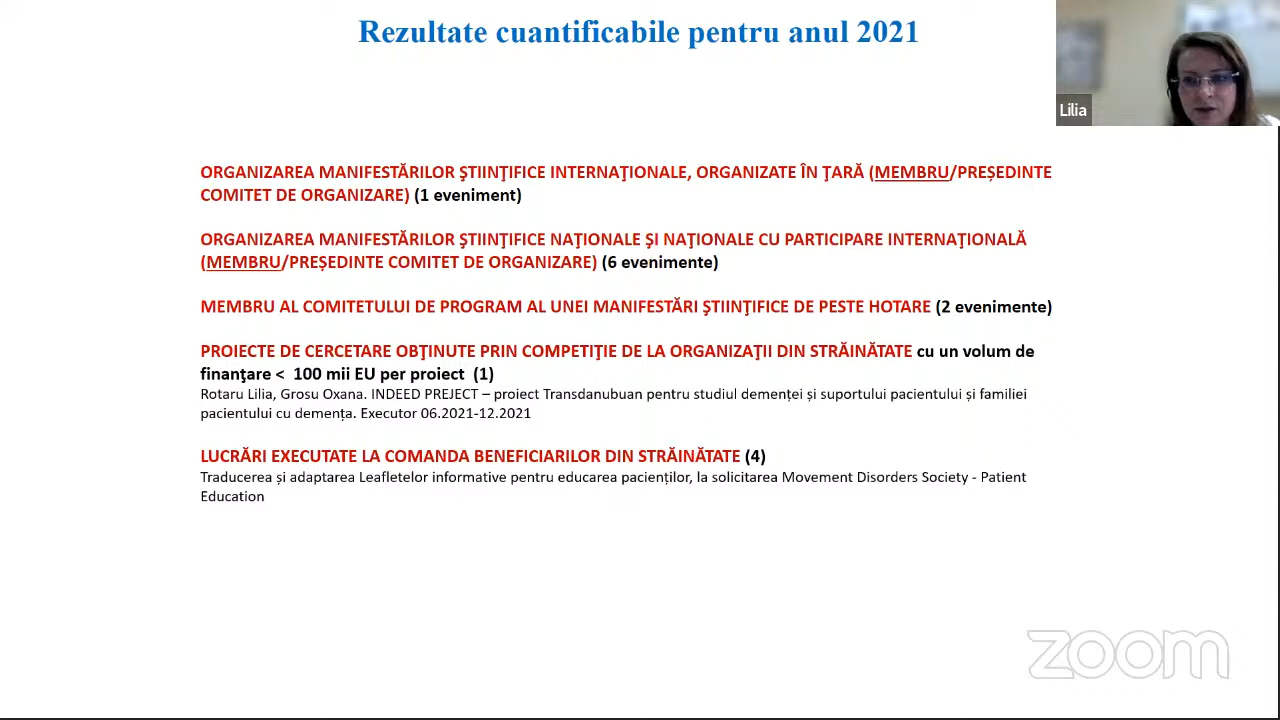 Rezultate cuantificabile pentru anul 2021
Lilia
ORGANIZAREA MANIFESTĂRILOR ŞTIINŢIFICE INTERNAŢIONALE, ORGANIZATE ÎN ŢARĂ (MEMBRU/PREȘEDINTE
COMITET DE ORGANIZARE) (1 eveniment)
ORGANIZAREA MANIFESTĂRILOR ŞTIINŢIFICE NAŢIONALE ŞI NAŢIONALE CU PARTICIPARE INTERNAŢIONALĂ
(MEMBRU/PREȘEDINTE COMITET DE ORGANIZARE) (6 evenimente)
MEMBRU AL COMITETULUI DE PROGRAM AL UNEI MANIFESTĂRI ŞTIINŢIFICE DE PESTE HOTARE (2 evenimente)
PROIECTE DE CERCETARE OBŢINUTE PRIN COMPETIŢIE DE LA ORGANIZAŢII DIN STRĂINĂTATE cu un volum de
finanţare < 100 mii EU per proiect (1)
Rotaru Lilia, Grosu Oxana. INDEED PREJECT – proiect Transdanubuan pentru studiul demenței și suportului pacientului și familiei
pacientului cu demența. Executor 06.2021-12.2021
LUCRĂRI EXECUTATE LA COMANDA BENEFICIARILOR DIN STRĂINĂTATE (4)
Traducerea și adaptarea Leafletelor informative pentru educarea pacienților, la solicitarea Movement Disorders Society - Patient
Education
zoom